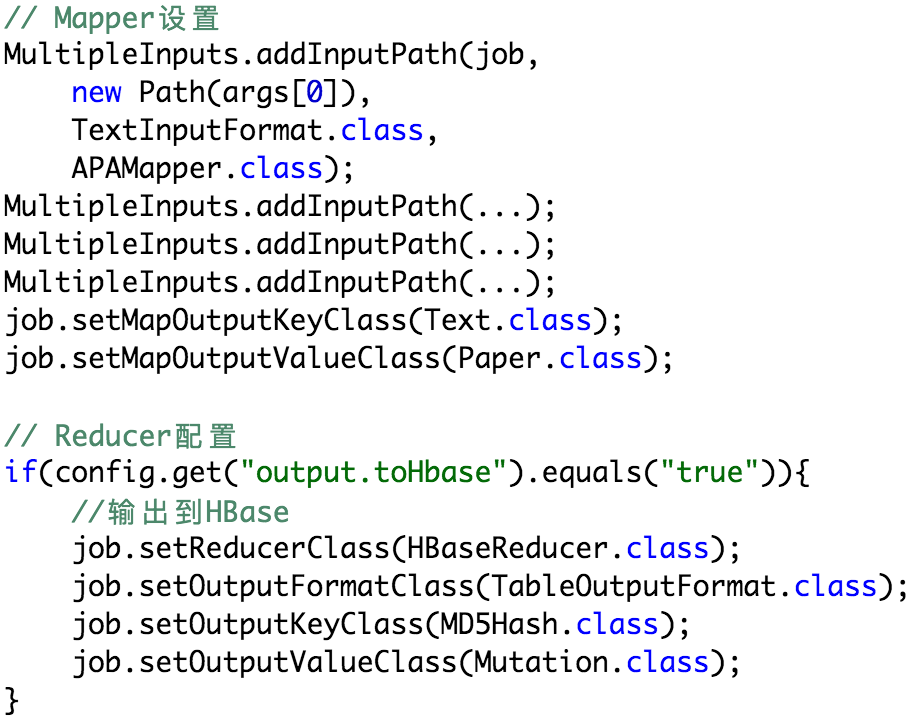 // Mapper设置
MultipleInputs.addInputPath(job,
    new Path(args[0]),
    TextInputFormat.class,
    APAMapper.class);
MultipleInputs.addInputPath(...);
MultipleInputs.addInputPath(...);
MultipleInputs.addInputPath(...);
job.setMapOutputKeyClass(Text.class);
job.setMapOutputValueClass(Paper.class);

// Reducer配置
if(config.get("output.toHbase").equals("true")){
    //输出到HBase
    job.setReducerClass(HBaseReducer.class);
    job.setOutputFormatClass(TableOutputFormat.class);
    job.setOutputKeyClass(MD5Hash.class);
    job.setOutputValueClass(Mutation.class);
}